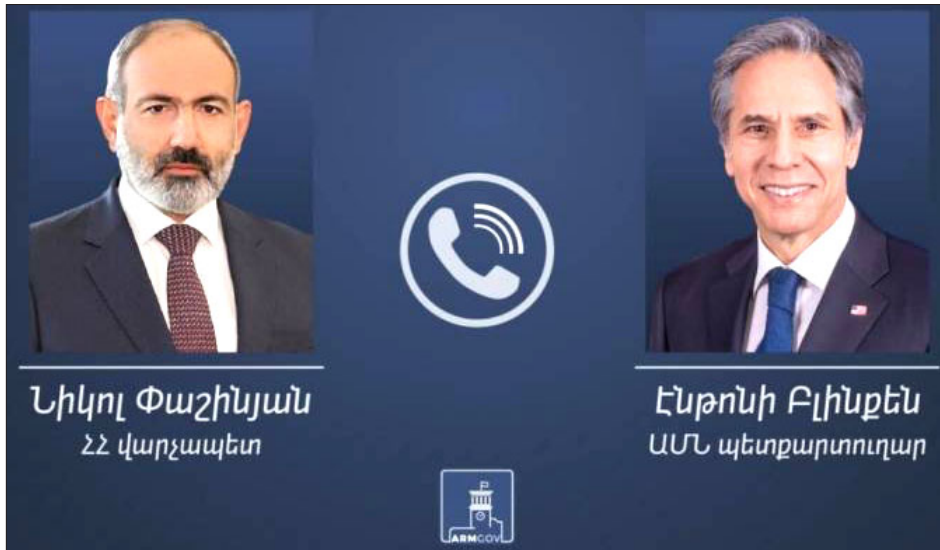 Նիկոլ Փաշինյան
ՀՀ վարչապետ
Էնթոնի Բլինքեն
ԱՄՆ պետքարտուղար
ARMGOV